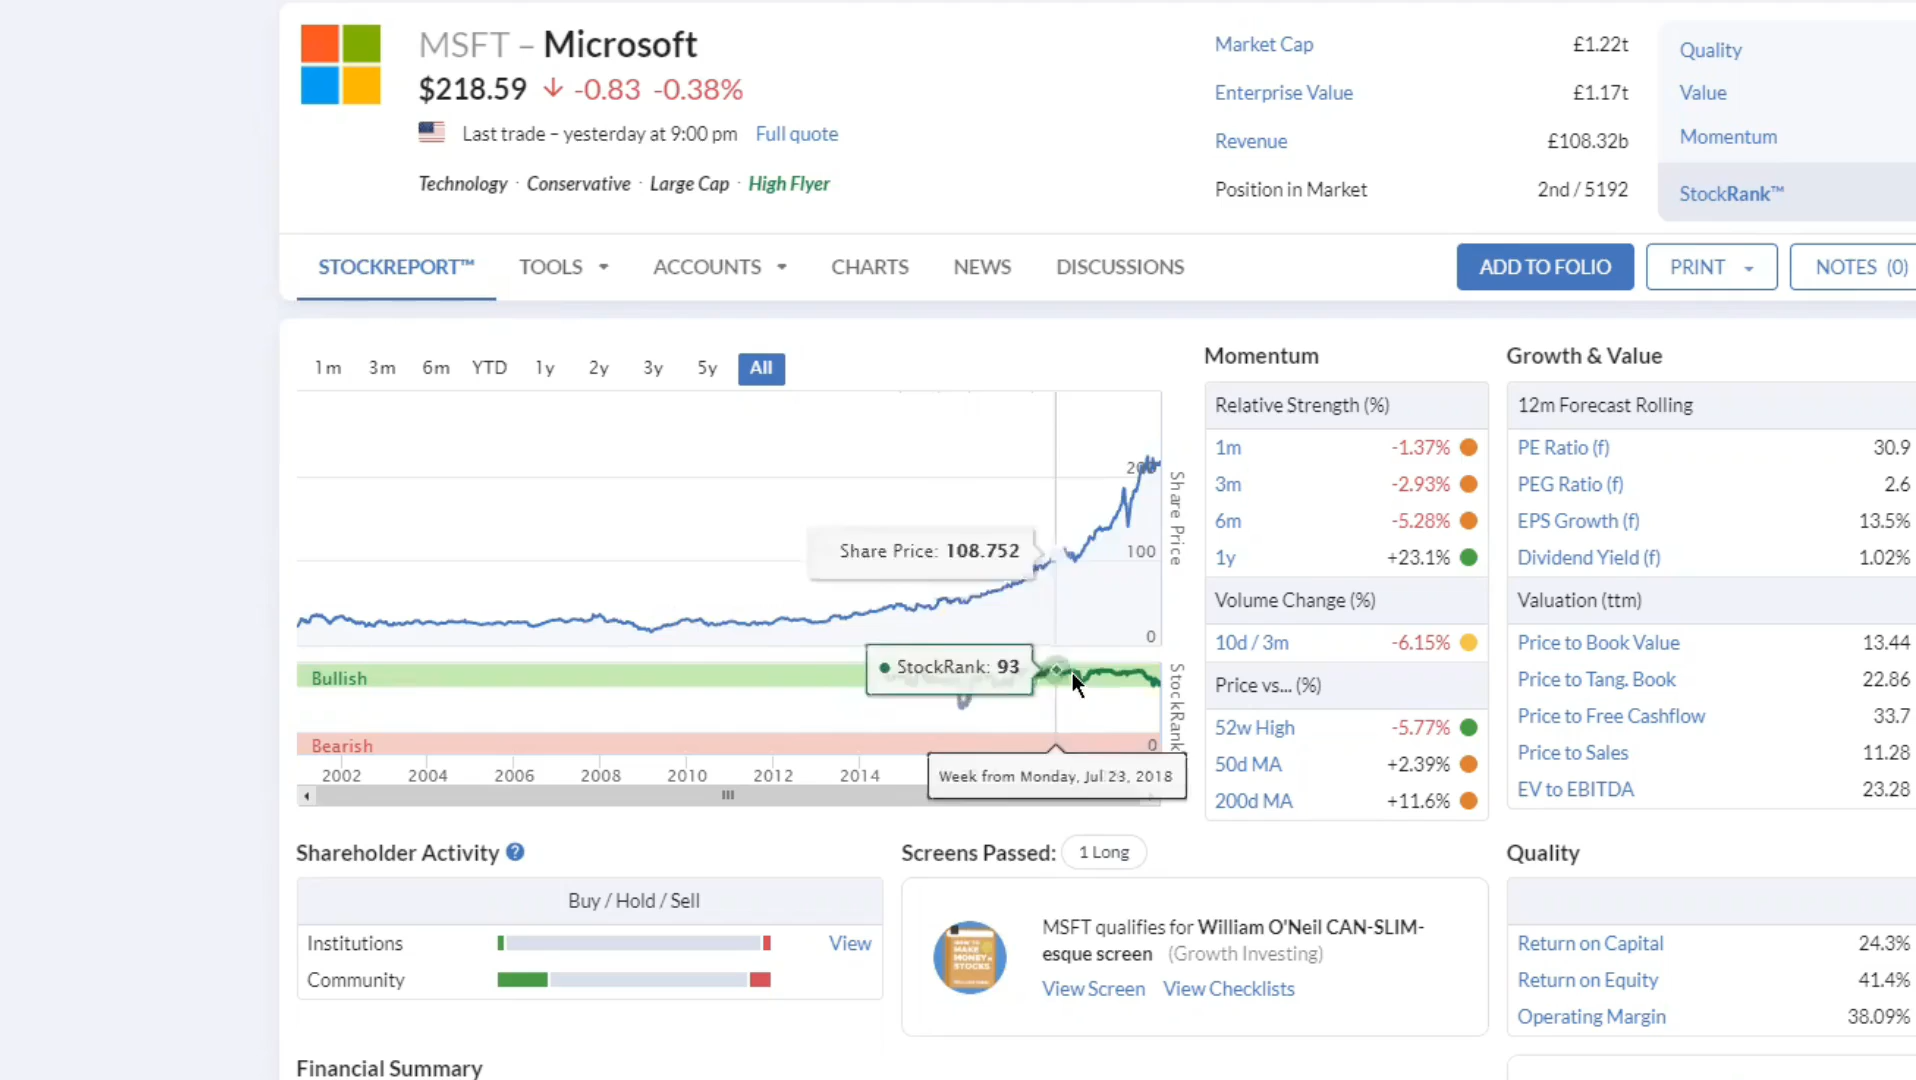 MSFT – Microsoft
$218.59 ↓ -0.83 -0.38%
Last trade – yesterday at 9:00 pm Full quote
Technology · Conservative · Large Cap · High Flyer
Market Cap £1.22t
Enterprise Value £1.17t
Revenue £108.32b
Position in Market 2nd / 5192
Quality
Value
Momentum
StockRank™
STOCKREPORT™ TOOLS ACCOUNTS CHARTS NEWS DISCUSSIONS
ADD TO FOLIO PRINT NOTES (0)
1m 3m 6m YTD 1y 2y 3y 5y All
100
0
Share Price
Share Price: 108.752
StockRank: 93
Bullish
Bearish
0
StockRank
2002 2004 2006 2008 2010 2012 2014
Week from Monday, Jul 23, 2018
Momentum
Relative Strength (%)
1m -1.37%
3m -2.93%
6m -5.28%
1y +23.1%
Volume Change (%)
10d / 3m -6.15%
Price vs... (%)
52w High -5.77%
50d MA +2.39%
200d MA +11.6%
Growth & Value
12m Forecast Rolling
PE Ratio (f) 30.9
PEG Ratio (f) 2.6
EPS Growth (f) 13.5%
Dividend Yield (f) 1.02%
Valuation (ttm)
Price to Book Value 13.44
Price to Tang. Book 22.86
Price to Free Cashflow 33.7
Price to Sales 11.28
EV to EBITDA 23.28
Shareholder Activity ?
Buy / Hold / Sell
Institutions View
Community
Screens Passed: 1 Long
HOW TO
MAKE
MONEY IN
STOCKS
MSFT qualifies for William O'Neil CAN-SLIM-
esque screen (Growth Investing)
View Screen View Checklists
Quality
Return on Capital 24.3%
Return on Equity 41.4%
Operating Margin 38.09%
Financial Summary